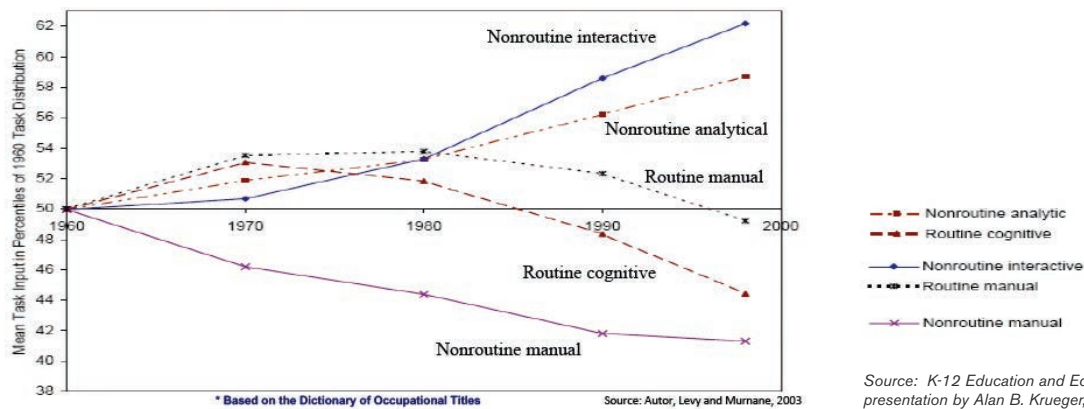 Mean Task Input in Percentiles of 1960 Task Distribution
62
60
58
56
54
52
50
48
46
44
42
40
38
1960
1970
1980
1990
2000
Nonroutine interactive
Nonroutine analytical
Routine manual
Routine cognitive
Nonroutine manual
Nonroutine analytic
Routine cognitive
Nonroutine interactive
Routine manual
Nonroutine manual
* Based on the Dictionary of Occupational Titles
Source: Autor, Levy and Murnane, 2003
Source: K-12 Education and
presentation by Alan B. Krueger,